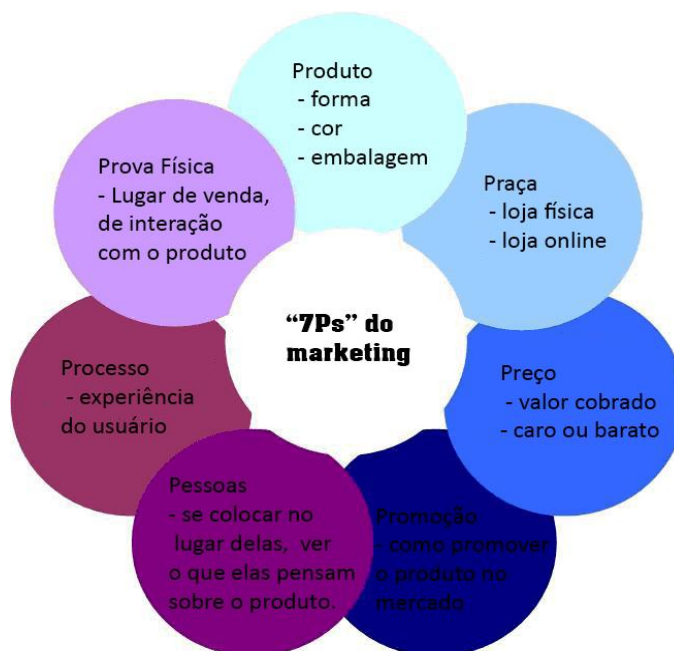 Produto
- forma
- cor
- embalagem
Praça
- loja física
- loja online
Preço
- valor cobrado
- caro ou barato
Promoção
- como promover
o produto no
mercado
Pessoas
- se colocar no
lugar delas, ver
o que elas pensam
sobre o produto.
Processo
- experiência
do usuário
Prova Física
- Lugar de venda,
de interação
com o produto
“7Ps” do
marketing